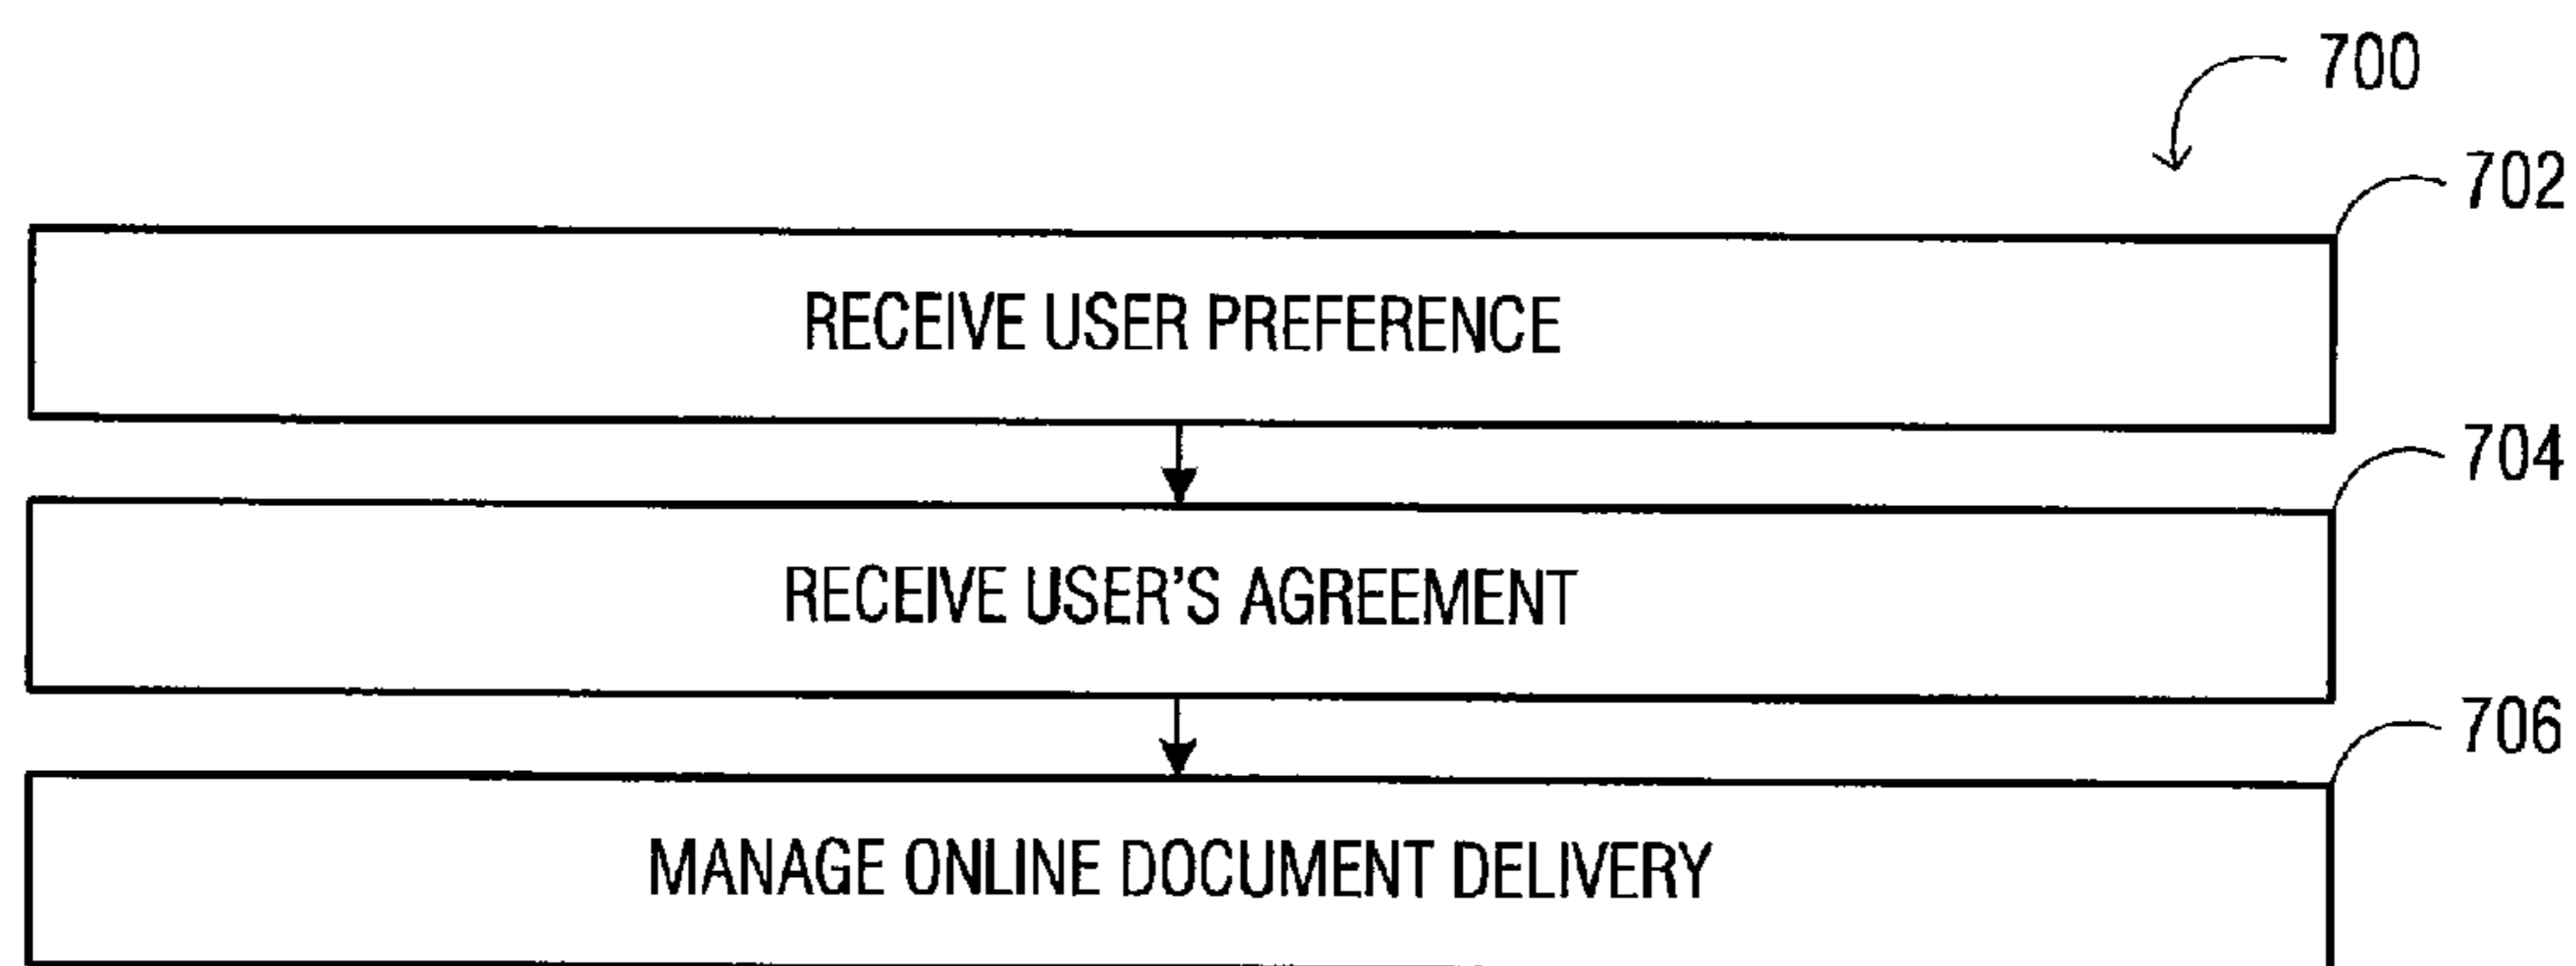 700
702
RECEIVE USER PREFERENCE
704
RECEIVE USER'S AGREEMENT
706
MANAGE ONLINE DOCUMENT DELIVERY